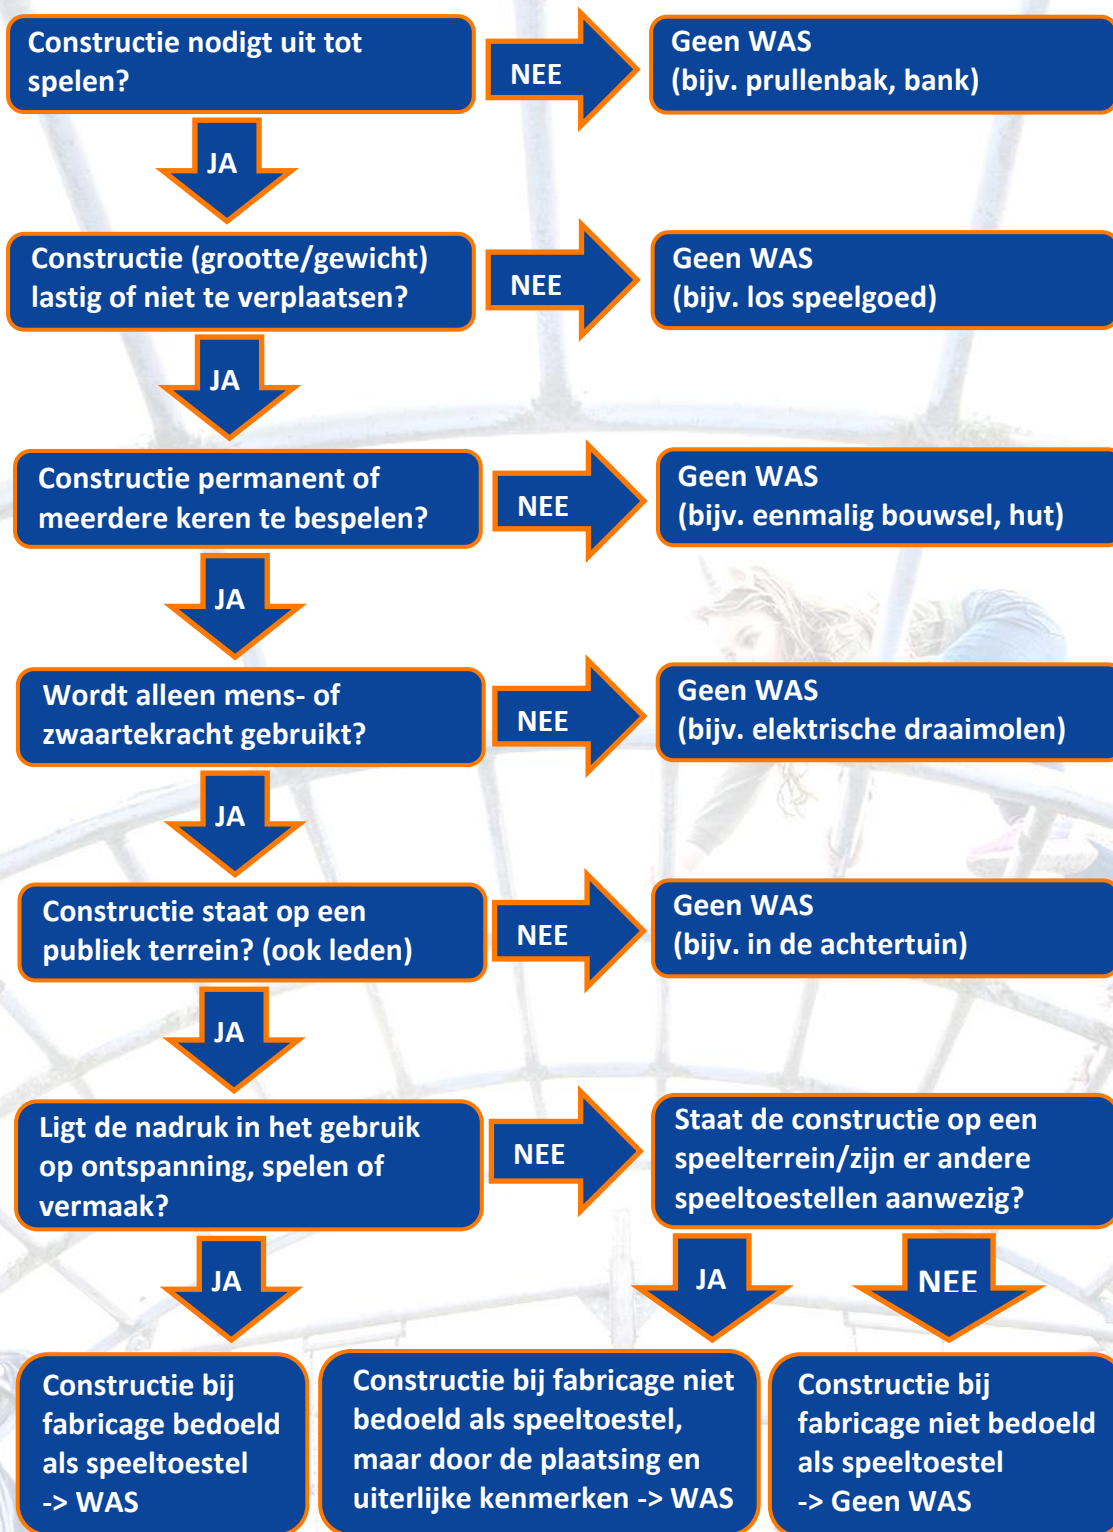 Constructie nodigt uit tot
spelen?
NEE
Geen WAS
(bijv. prullenbak, bank)
JA
Constructie (grootte/gewicht)
lastig of niet te verplaatsen?
NEE
Geen WAS
(bijv. los speelgoed)
JA
Constructie permanent of
meerdere keren te bespelen?
NEE
Geen WAS
(bijv. eenmalig bouwsel, hut)
JA
Wordt alleen mens- of
zwaartekracht gebruikt?
NEE
Geen WAS
(bijv. elektrische draaimolen)
JA
Constructie staat op een
publiek terrein? (ook leden)
NEE
Geen WAS
(bijv. in de achtertuin)
JA
Ligt de nadruk in het gebruik
op ontspanning, spelen of
vermaak?
NEE
Staat de constructie op een
speelterrein/zijn er andere
speeltoestellen aanwezig?
JA
JA
NEE
Constructie bij
fabricage bedoeld
als speeltoestel
-> WAS
Constructie bij fabricage niet
bedoeld als speeltoestel,
maar door de plaatsing en
uiterlijke kenmerken -> WAS
Constructie bij
fabricage niet bedoeld
als speeltoestel
-> Geen WAS